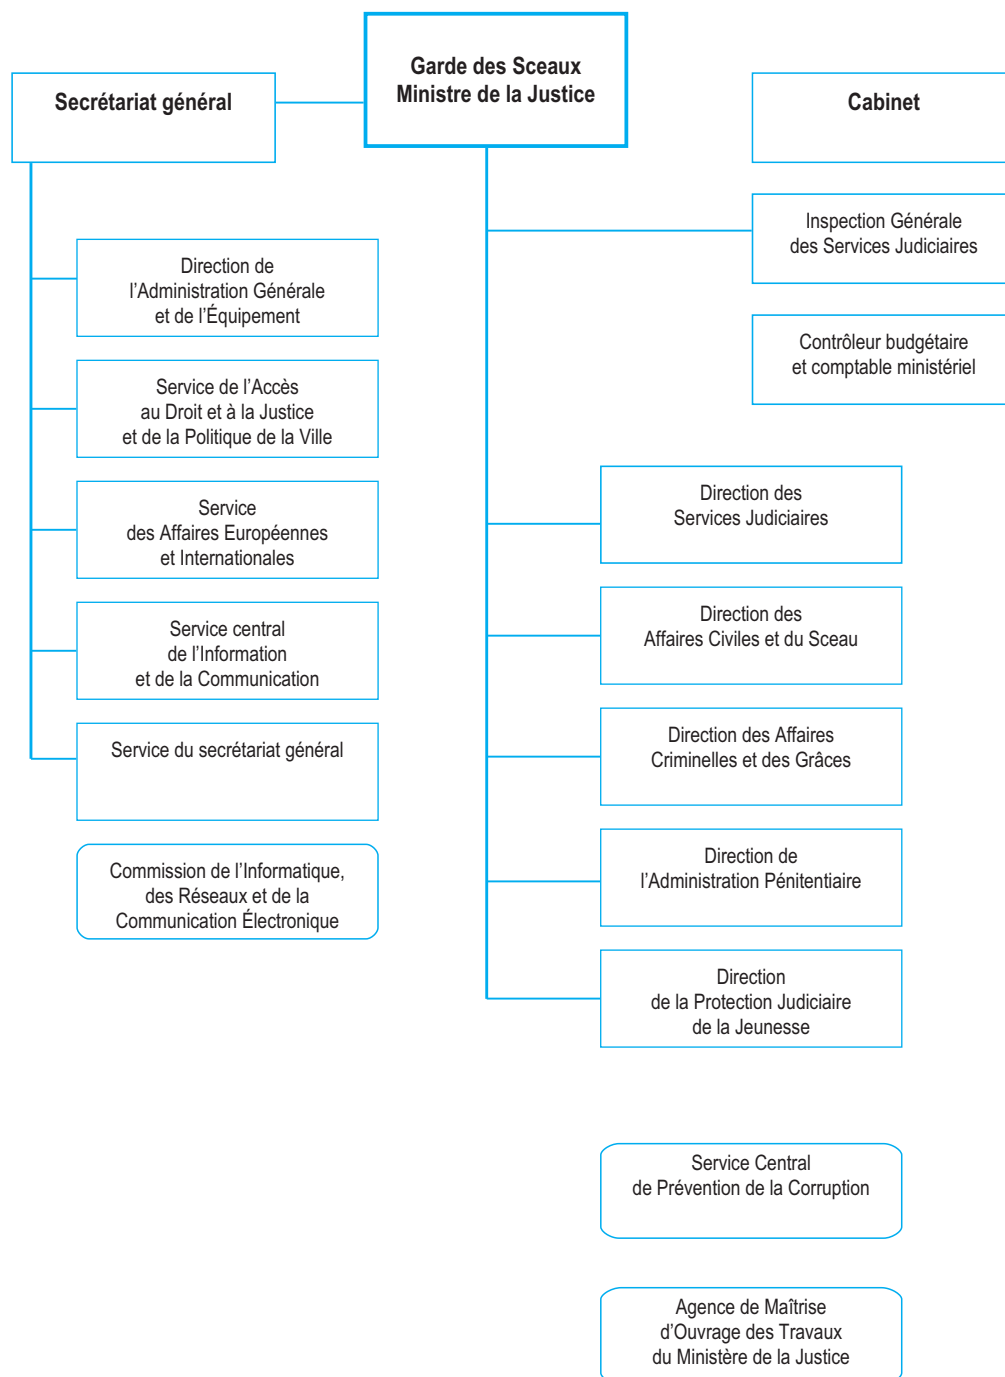 Garde des Sceaux
Ministre de la Justice
Secrétariat général
Cabinet
Inspection Générale
des Services Judiciaires
Contrôleur budgétaire
et comptable ministériel
Direction de
l’Administration Générale
et de l’Équipement
Service de l’Accès
au Droit et à la Justice
et de la Politique de la Ville
Service
des Affaires Européennes
et Internationales
Service central
de l’Information
et de la Communication
Service du secrétariat général
Commission de l’Informatique,
des Réseaux et de la
Communication Électronique
Direction des
Services Judiciaires
Direction des
Affaires Civiles et du Sceau
Direction des Affaires
Criminelles et des Grâces
Direction de
l’Administration Pénitentiaire
Direction
de la Protection Judiciaire
de la Jeunesse
Service Central
de Prévention de la Corruption
Agence de Maîtrise
d’Ouvrage des Travaux
du Ministère de la Justice